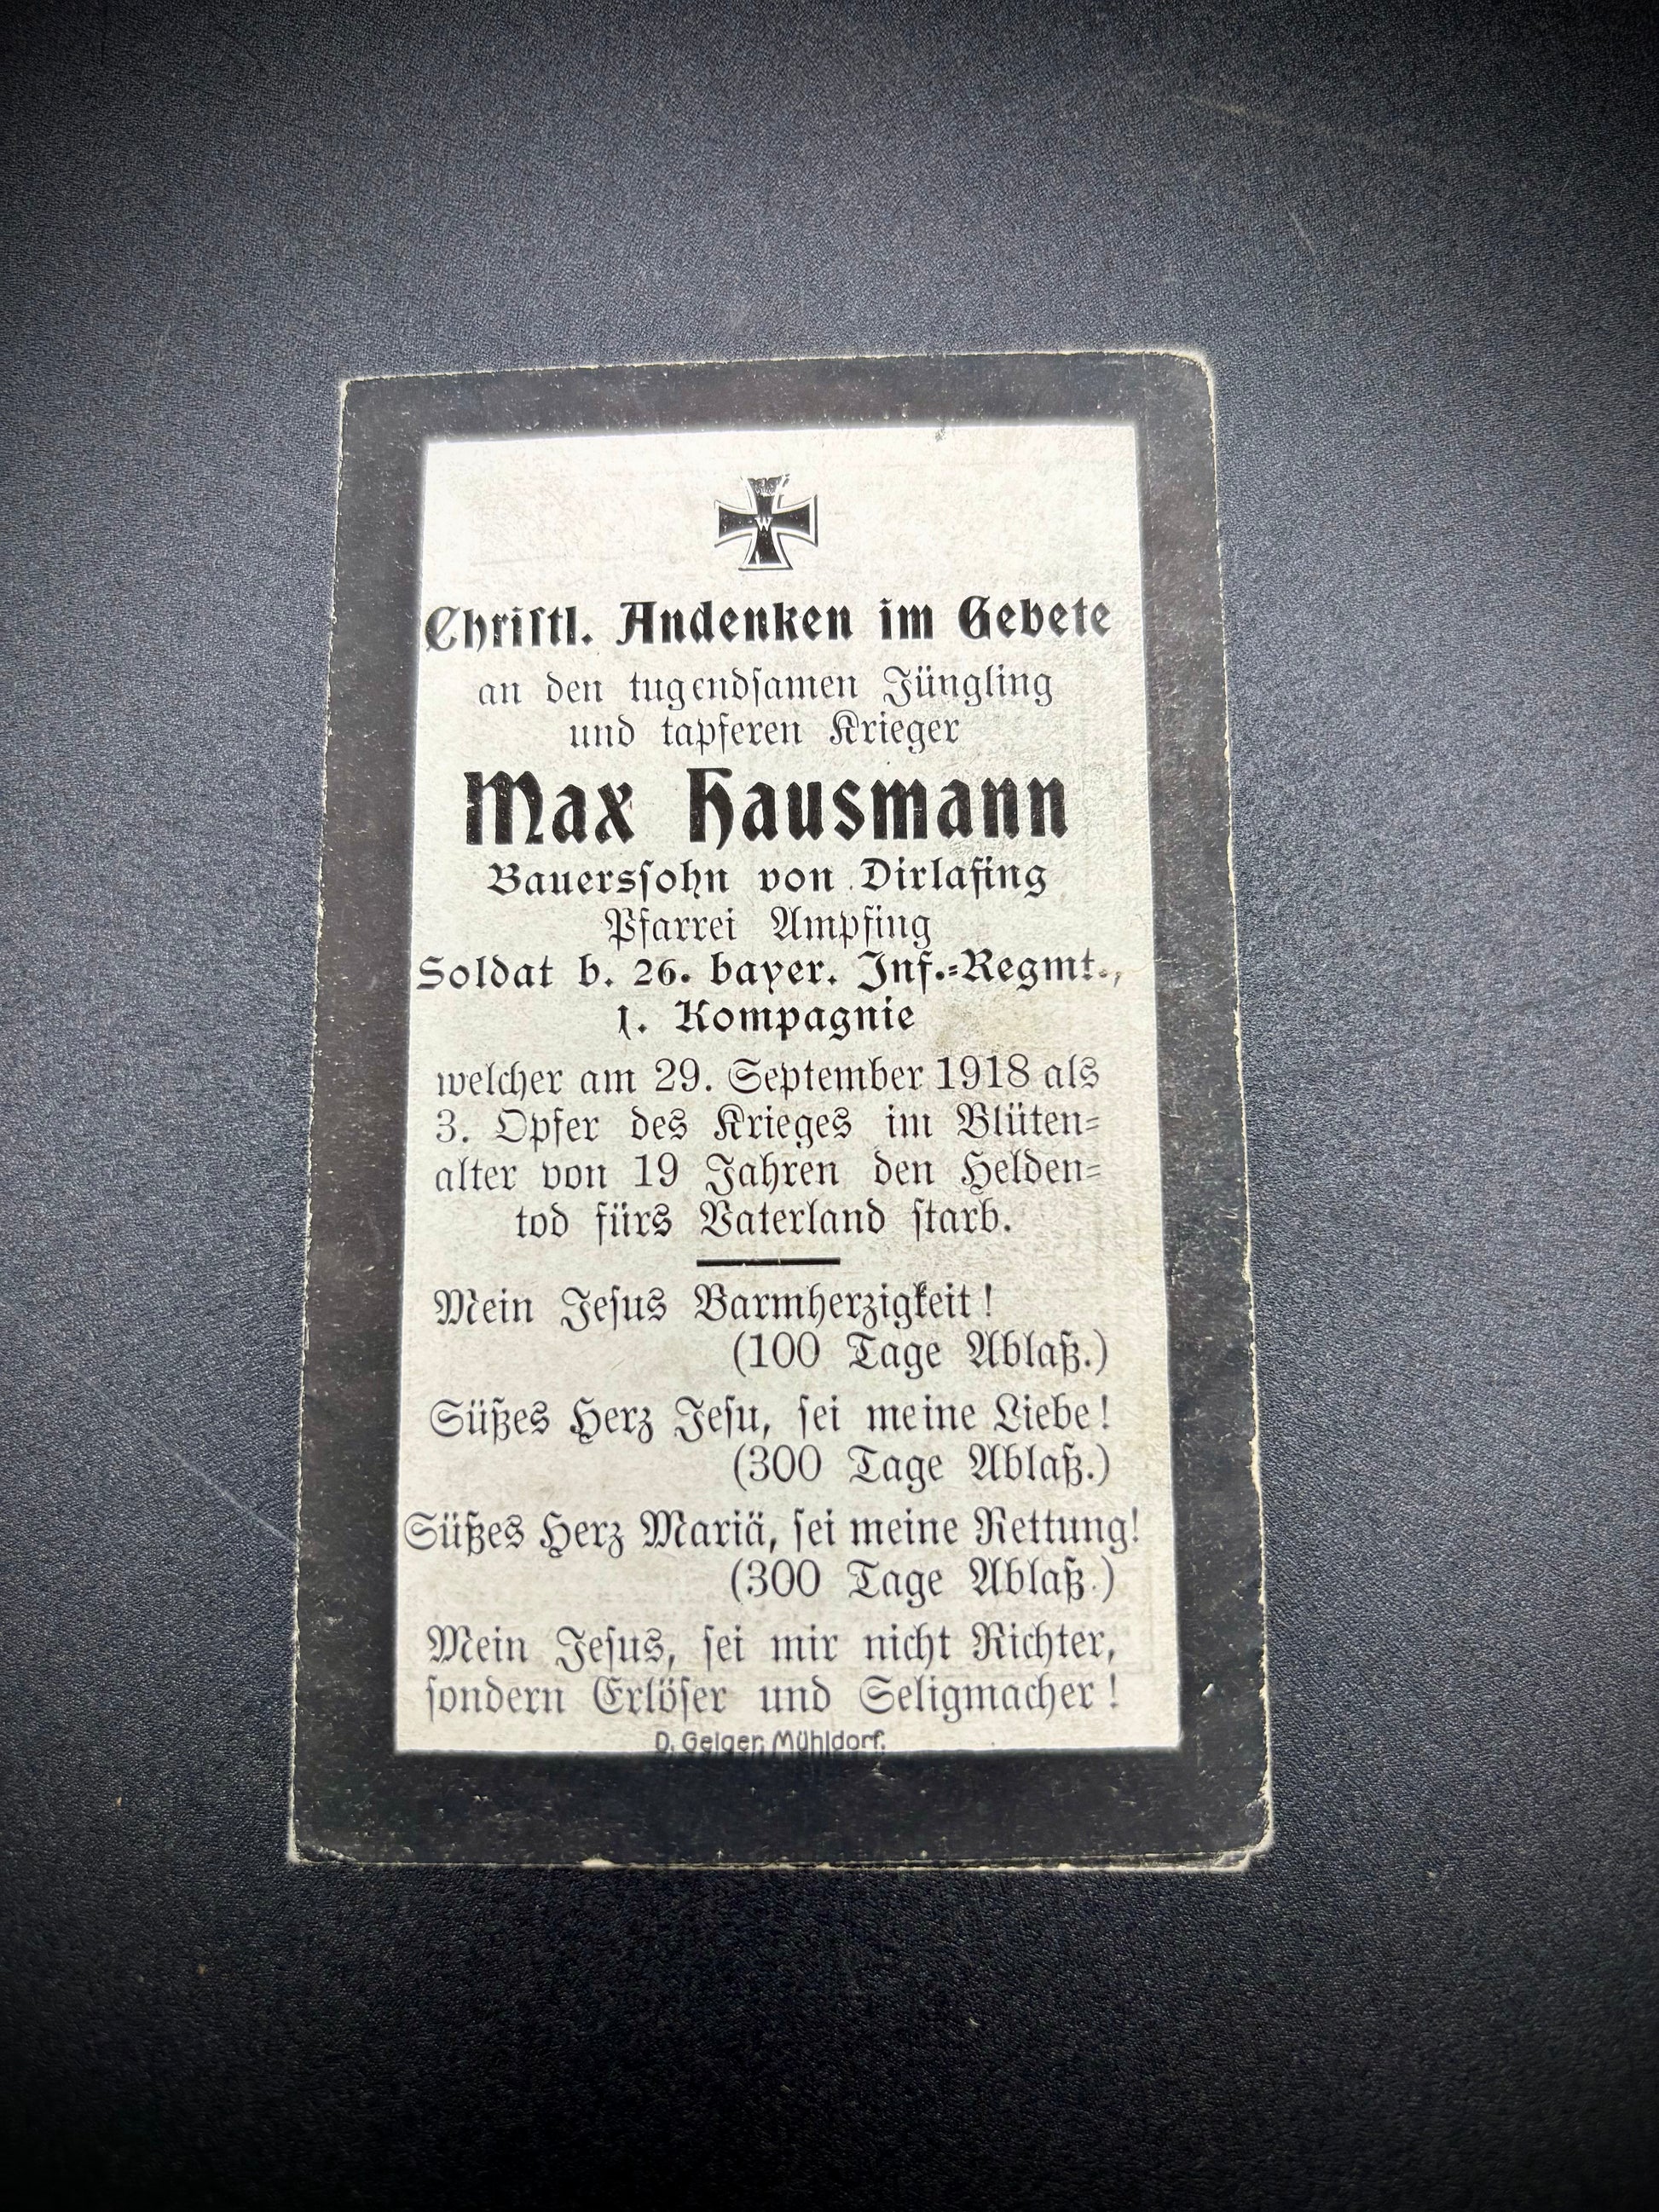 W
Christl. Andenken im Gebete
an den tugendsamen Jüngling
und tapferen Krieger
Max Hausmann
Bauerssohn von Dirlafing
Pfarrei Ampfing
Soldat b. 26. bayer. Inf.=Regmt.,
1. Kompagnie
welcher am 29. September 1918 als
3. Opfer des Krieges im Blüten=
alter von 19 Jahren den Helden=
tod fürs Vaterland starb.
Mein Jesus Barmherzigkeit!
(100 Tage Ablaß.)
Süßes Herz Jesu, sei meine Liebe!
(300 Tage Ablaß.)
Süßes Herz Mariä, sei meine Rettung!
(300 Tage Ablaß.)
Mein Jesus, sei mir nicht Richter,
sondern Erlöser und Seligmacher!
D. Geiger, Mühldorf.